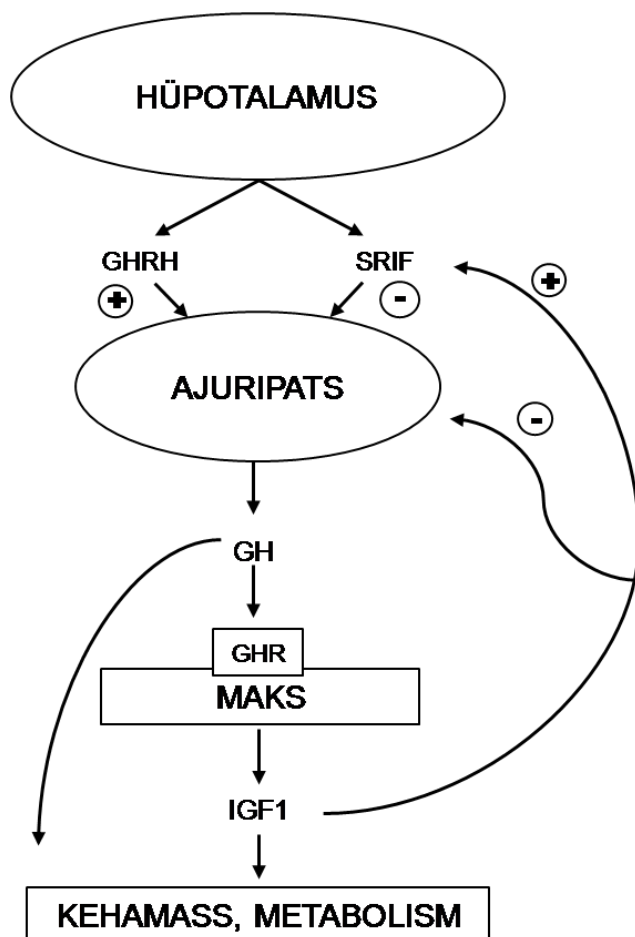 HÜPOTALAMUS
GHRH SRIF
+ - +
AJURIPATS
-
GH
GHR
MAKS
IGF1
KEHAMASS, METABOLISM